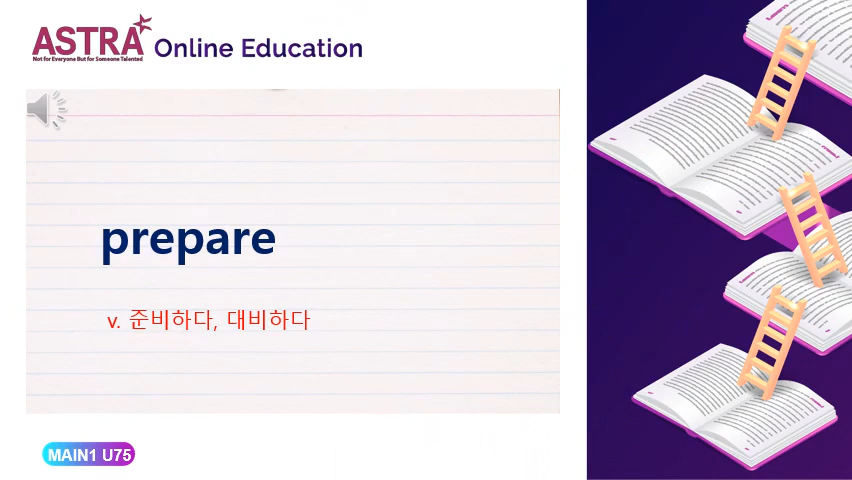 ASTRA
Not for Everyone But for Someone Talented
Online Education
prepare
v. 준비하다, 대비하다
MAIN1 U75